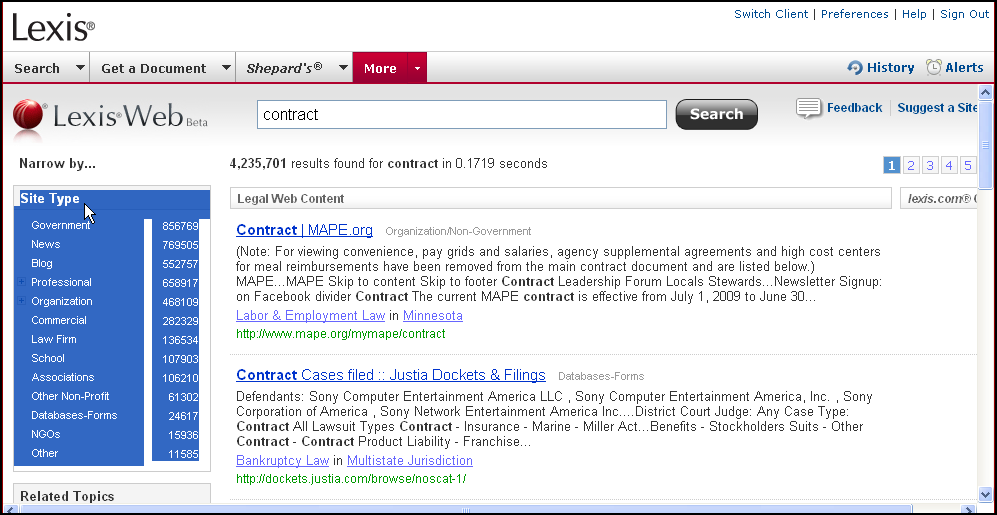 Lexis®
Switch Client | Preferences | Help | Sign Out
Search Get a Document Shepard's® More
History Alerts
Lexis®Web Beta
contract
Search
Feedback Suggest a Site
Narrow by...
4,235,701 results found for contract in 0.1719 seconds
1 2 3 4 5
Site Type
Government 856769
News 769505
Blog 552757
Professional 658917
Organization 468109
Commercial 282329
Law Firm 136534
School 107903
Associations 106210
Other Non-Profit 61302
Databases-Forms 24617
NGOs 15936
Other 11585
Related Topics
Legal Web Content
lexis.com®
Contract | MAPE.org Organization/Non-Government
(Note: For viewing convenience, pay grids and salaries, agency supplemental agreements and high cost centers
for meal reimbursements have been removed from the main contract document and are listed below.)
MAPE...MAPE Skip to content Skip to footer Contract Leadership Forum Locals Stewards...Newsletter Signup:
on Facebook divider Contract The current MAPE contract is effective from July 1, 2009 to June 30...
Labor & Employment Law in Minnesota
http://www.mape.org/mymape/contract
Contract Cases filed :: Justia Dockets & Filings Databases-Forms
Defendants: Sony Computer Entertainment America LLC , Sony Computer Entertainment America, Inc. , Sony
Corporation of America , Sony Network Entertainment America Inc....District Court Judge: Any Case Type:
Contract All Lawsuit Types Contract - Insurance - Marine - Miller Act...Benefits - Stockholders Suits - Other
Contract - Contract Product Liability - Franchise...
Bankruptcy Law in Multistate Jurisdiction
http://dockets.justia.com/browse/noscat-1/